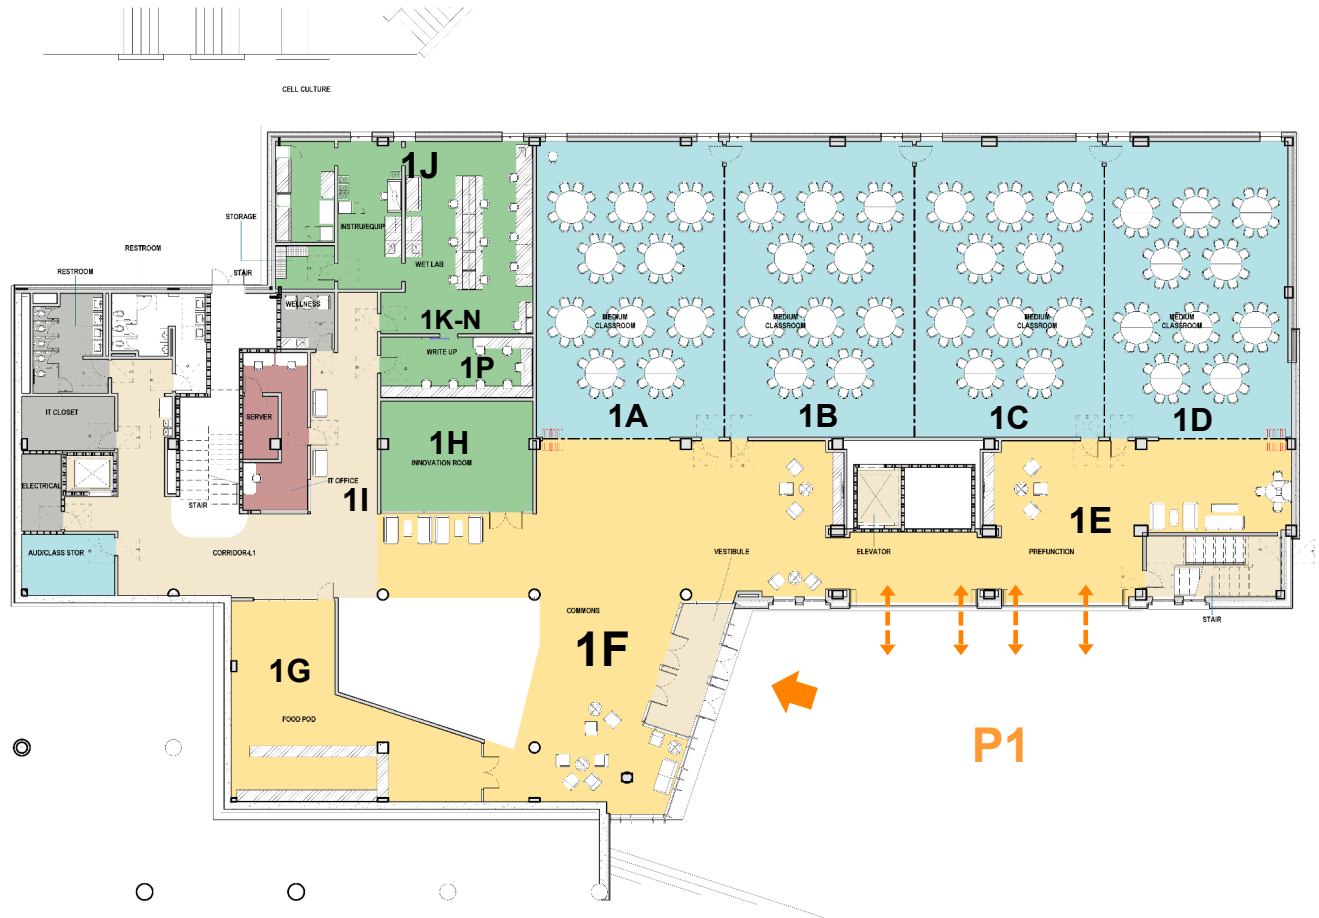 CELL CULTURE
1J
STORAGE
INSTRU/EQUIP
RESTROOM
WET LAB
RESTROOM
STAIR
WELLNESS
1K-N
MEDIUM
CLASSROOM
MEDIUM
CLASSROOM
MEDIUM
CLASSROOM
MEDIUM
CLASSROOM
WRITE UP
1P
IT CLOSET
SERVER
1A
1B
1C
1D
1H
INNOVATION ROOM
ELECTRICAL
IT OFFICE
1I
STAIR
1E
AUD/CLASS STOR
CORRIDOR-L1
VESTIBULE
ELEVATOR
PREFUNCTION
COMMONS
STAIR
1F
1G
FOOD POD
P1